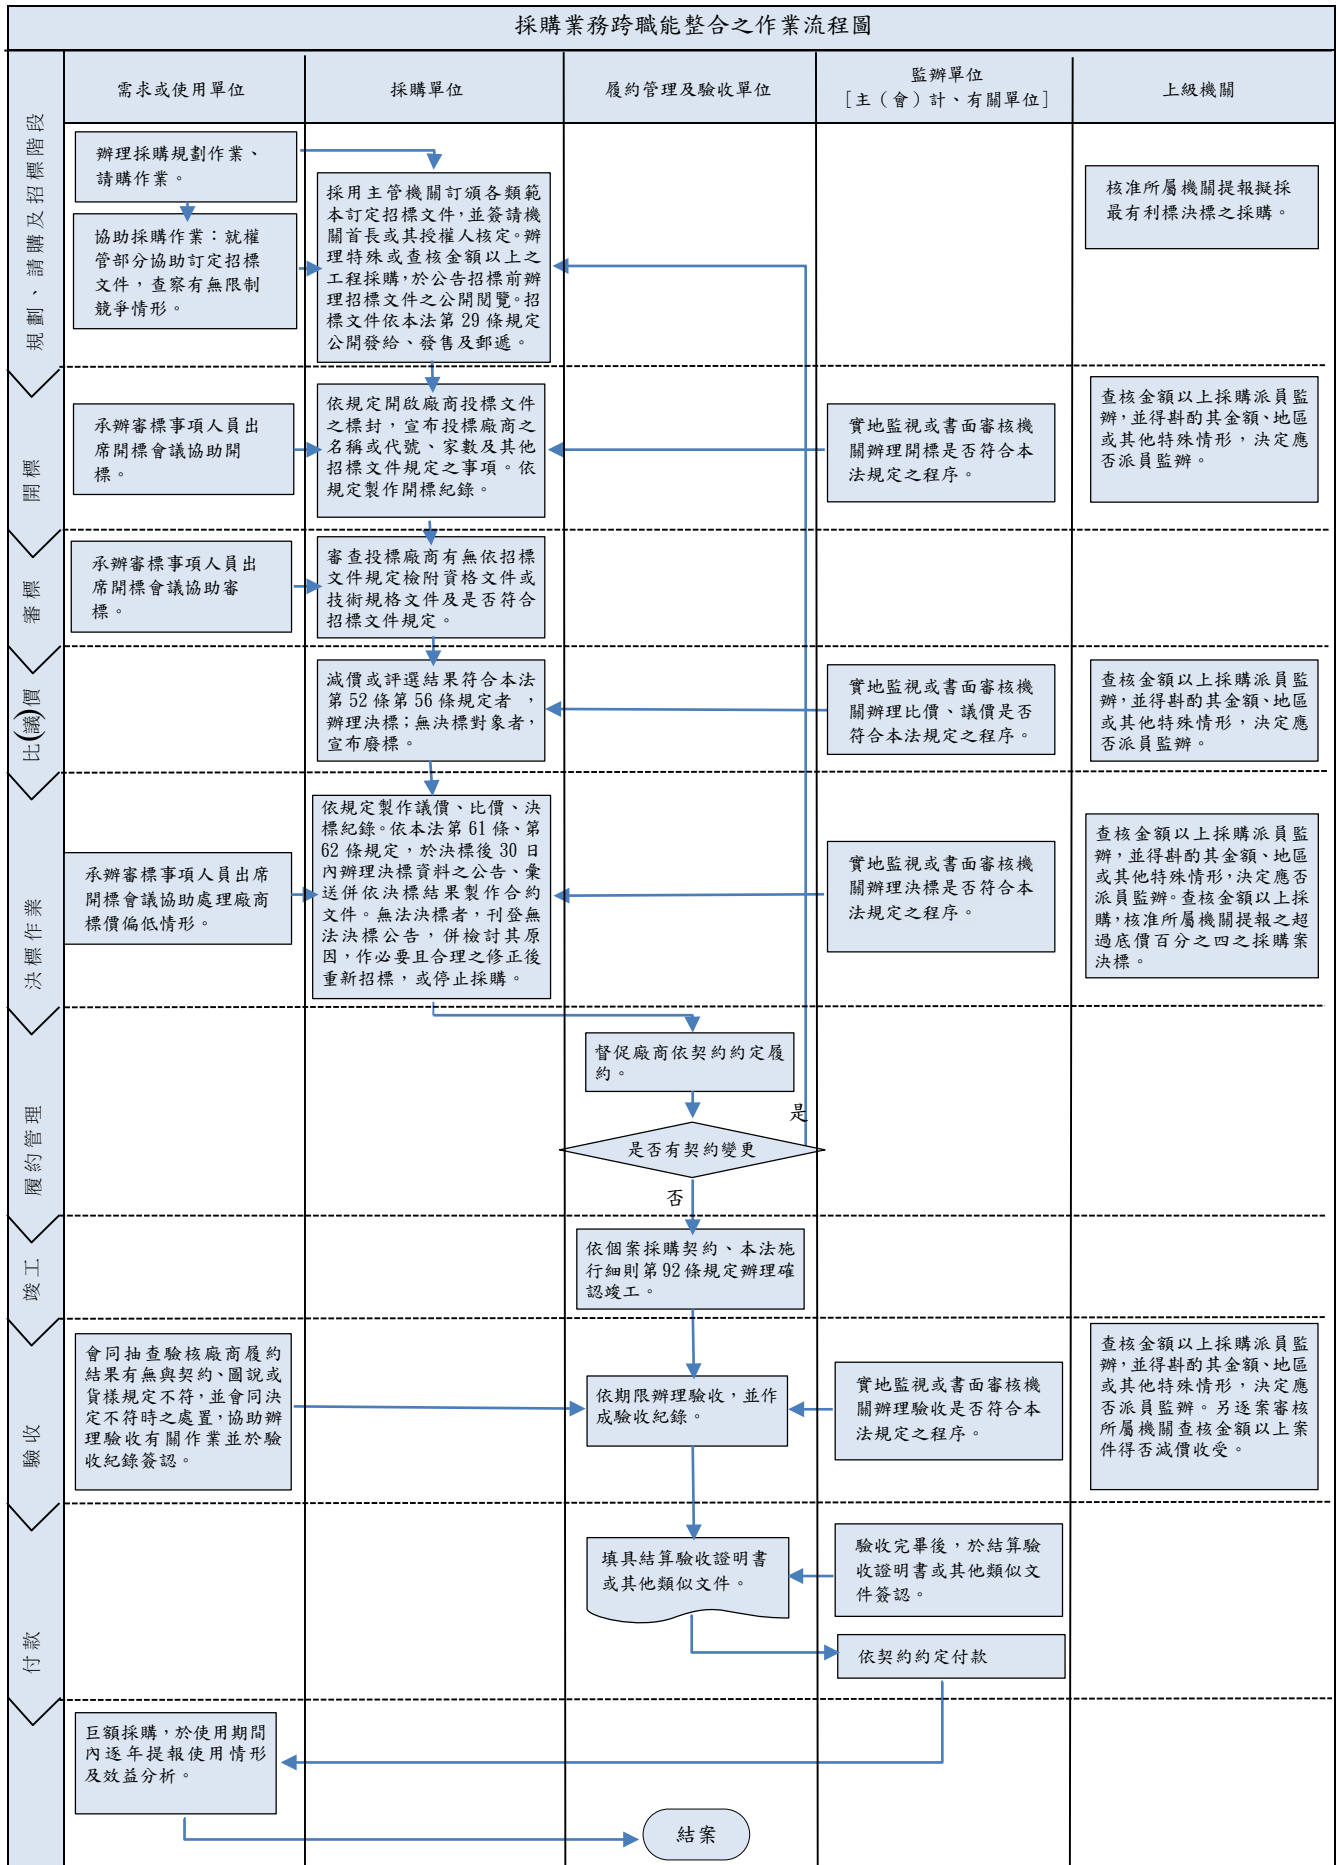 採購業務跨職能整合之作業流程圖
需求或使用單位
採購單位
履約管理及驗收單位
監辦單位
[主（會）計、有關單位]
上級機關
規劃、請購及招標階段
辦理採購規劃作業、
請購作業。
協助採購作業：就權
管部分協助訂定招標
文件，查察有無限制
競爭情形。
採用主管機關訂頒各類範
本訂定招標文件，並簽請機
關首長或其授權人核定。辦
理特殊或查核金額以上之
工程採購，於公告招標前辦
理招標文件之公開閱覽。招
標文件依本法第 29 條規定
公開發給、發售及郵遞。
核准所屬機關提報擬採
最有利標決標之採購。
開標
承辦審標事項人員出
席開標會議協助開
標。
依規定開啟廠商投標文件
之標封，宣布投標廠商之
名稱或代號、家數及其他
招標文件規定之事項。依
規定製作開標紀錄。
實地監視或書面審核機
關辦理開標是否符合本
法規定之程序。
查核金額以上採購派員監
辦，並得斟酌其金額、地區
或其他特殊情形，決定應
否派員監辦。
審標
承辦審標事項人員出
席開標會議協助審
標。
審查投標廠商有無依招標
文件規定檢附資格文件或
技術規格文件及是否符合
招標文件規定。
比(議)價
減價或評選結果符合本法
第 52 條第 56 條規定者 ，
辦理決標；無決標對象者，
宣布廢標。
實地監視或書面審核機
關辦理比價、議價是否
符合本法規定之程序。
查核金額以上採購派員監
辦，並得斟酌其金額、地區
或其他特殊情形，決定應
否派員監辦。
決標作業
承辦審標事項人員出席
開標會議協助處理廠商
標價偏低情形。
依規定製作議價、比價、決
標紀錄。依本法第 61 條、第
62 條規定，於決標後 30 日
內辦理決標資料之公告、彙
送併依決標結果製作合約
文件。無法決標者，刊登無
法決標公告，併檢討其原
因，作必要且合理之修正後
重新招標，或停止採購。
實地監視或書面審核機
關辦理決標是否符合本
法規定之程序。
查核金額以上採購派員監
辦，並得斟酌其金額、地區
或其他特殊情形，決定應否
派員監辦。查核金額以上採
購，核准所屬機關提報之超
過底價百分之四之採購案
決標。
履約管理
督促廠商依契約約定履
約。
是否有契約變更
是
否
竣工
依個案採購契約、本法施
行細則第 92 條規定辦理確
認竣工。
驗收
會同抽查驗核廠商履約
結果有無與契約、圖說或
貨樣規定不符，並會同決
定不符時之處置，協助辦
理驗收有關作業並於驗
收紀錄簽認。
依期限辦理驗收，並作
成驗收紀錄。
實地監視或書面審核機
關辦理驗收是否符合本
法規定之程序。
查核金額以上採購派員監
辦，並得斟酌其金額、地區
或其他特殊情形，決定應
否派員監辦。另逐案審核
所屬機關查核金額以上案
件得否減價收受。
付款
填具結算驗收證明書
或其他類似文件。
驗收完畢後，於結算驗
收證明書或其他類似文
件簽認。
依契約約定付款
巨額採購，於使用期間
內逐年提報使用情形
及效益分析。
結案